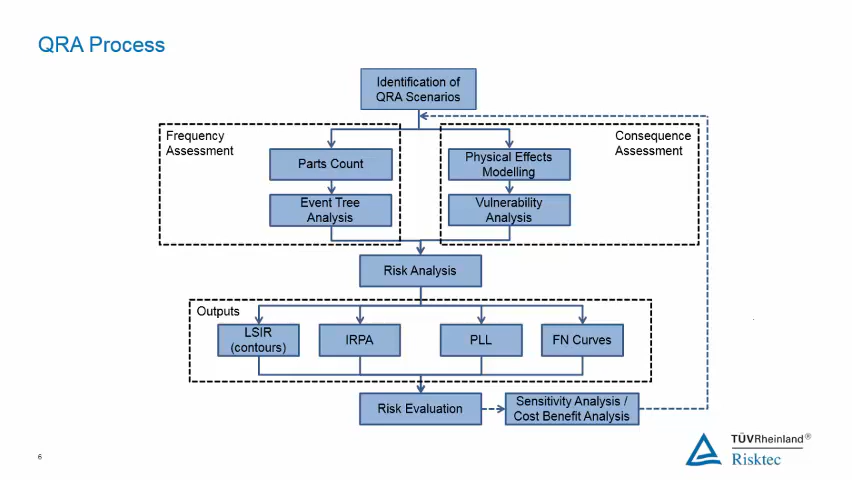 QRA Process
Identification of
QRA Scenarios
Frequency
Assessment
Consequence
Assessment
Parts Count
Physical Effects
Modelling
Event Tree
Analysis
Vulnerability
Analysis
Risk Analysis
Outputs
LSIR
(contours)
IRPA
PLL
FN Curves
Risk Evaluation
Sensitivity Analysis /
Cost Benefit Analysis
6
TÜVRheinland®
Risktec